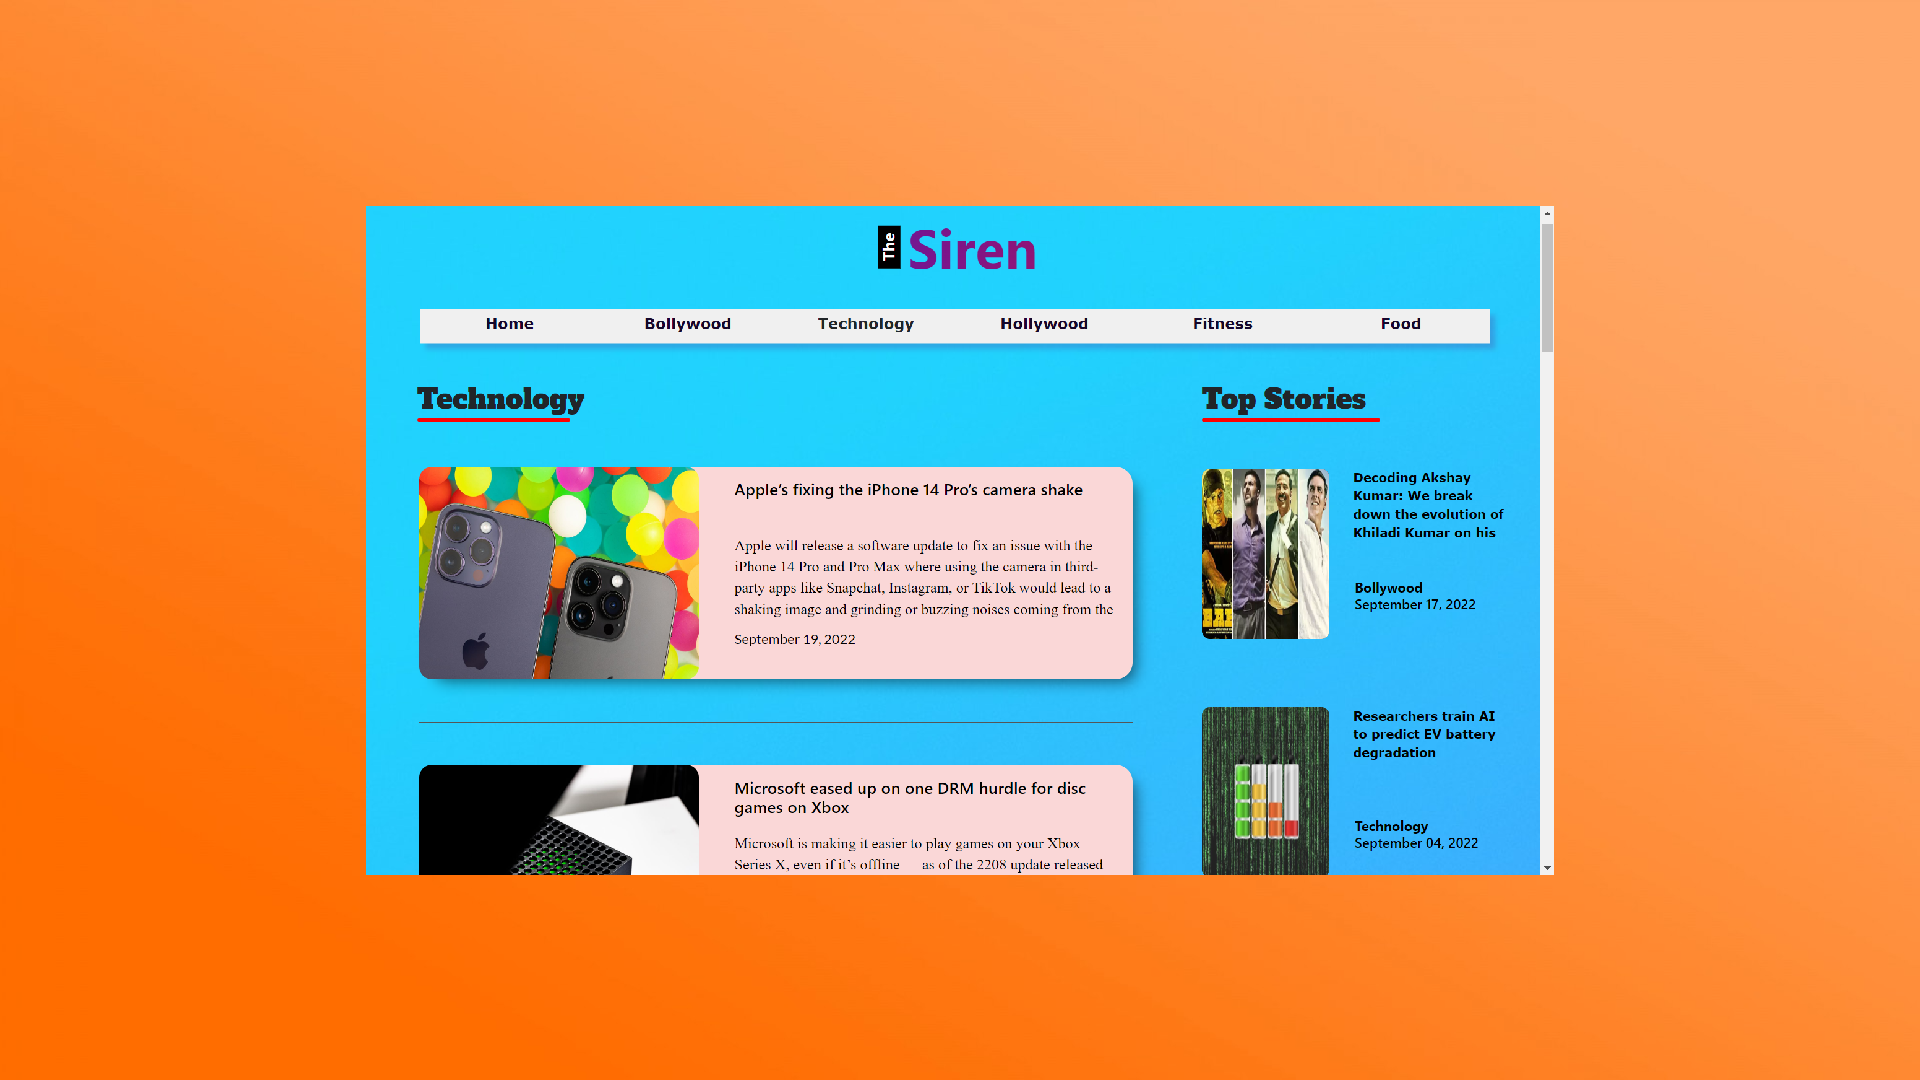 The
Siren
Home Bollywood Technology Hollywood Fitness Food
Technology
Apple’s fixing the iPhone 14 Pro’s camera shake
Apple will release a software update to fix an issue with the
iPhone 14 Pro and Pro Max where using the camera in third-
party apps like Snapchat, Instagram, or TikTok would lead to a
shaking image and grinding or buzzing noises coming from the
September 19, 2022
Microsoft eased up on one DRM hurdle for disc
games on Xbox
Microsoft is making it easier to play games on your Xbox
Series X, even if it’s offline — as of the 2208 update released
Top Stories
Decoding Akshay
Kumar: We break
down the evolution of
Khiladi Kumar on his
Bollywood
September 17, 2022
Researchers train AI
to predict EV battery
degradation
Technology
September 04, 2022